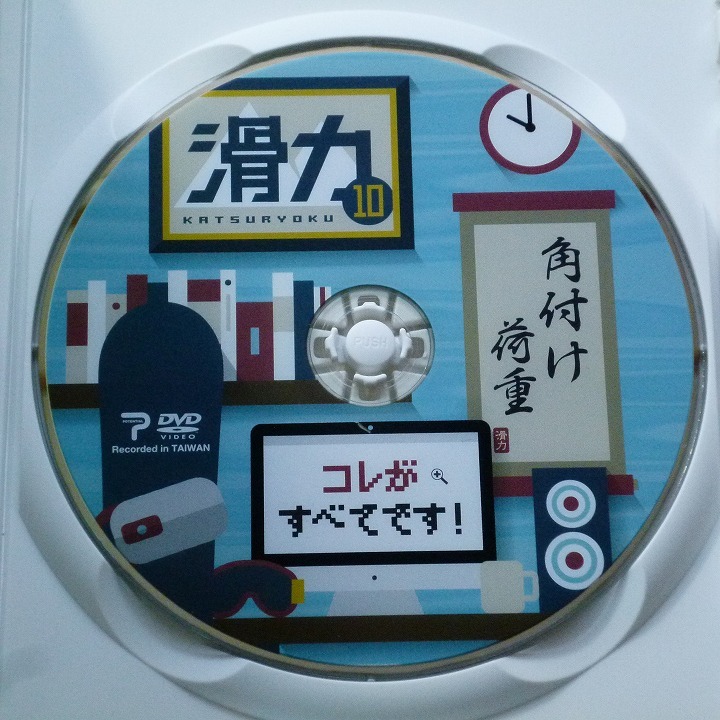 滑力
10
KATSURYOKU
角付け
荷重
滑力
PUSH
P
POTENTIAL
DVD
VIDEO
Recorded in TAIWAN
コレが
すべてです!